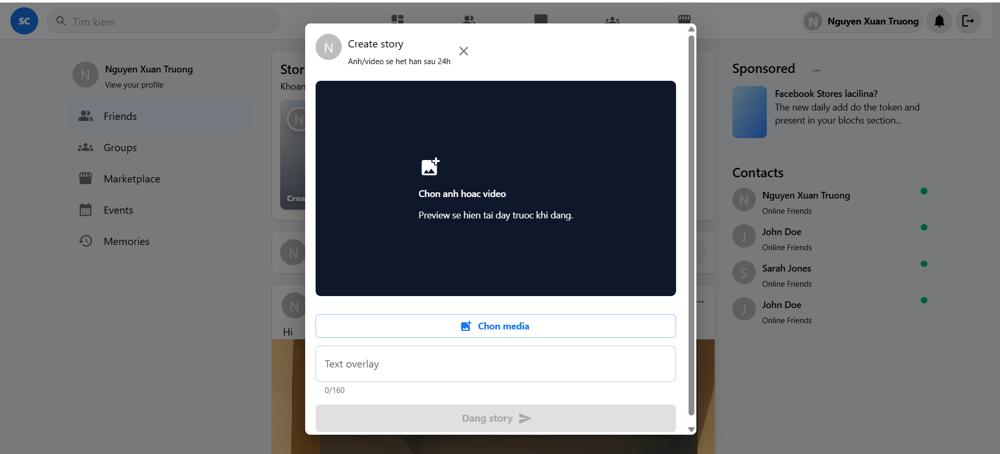 SC
Tim kiem
N
Nguyen Xuan Truong
N
Nguyen Xuan Truong
View your profile
Friends
Groups
Marketplace
Events
Memories
Stor
Khoan
N
Crea
N
N
Hi
N
Create story
Anh/video se het han sau 24h
Chon anh hoac video
Preview se hien tai day truoc khi dang.
Chon media
Text overlay
0/160
Dang story
Sponsored
...
Facebook Stores lacilina?
The new daily add do the token and
present in your blochs section...
Contacts
N
Nguyen Xuan Truong
Online Friends
J
John Doe
Online Friends
S
Sarah Jones
Online Friends
J
John Doe
Online Friends